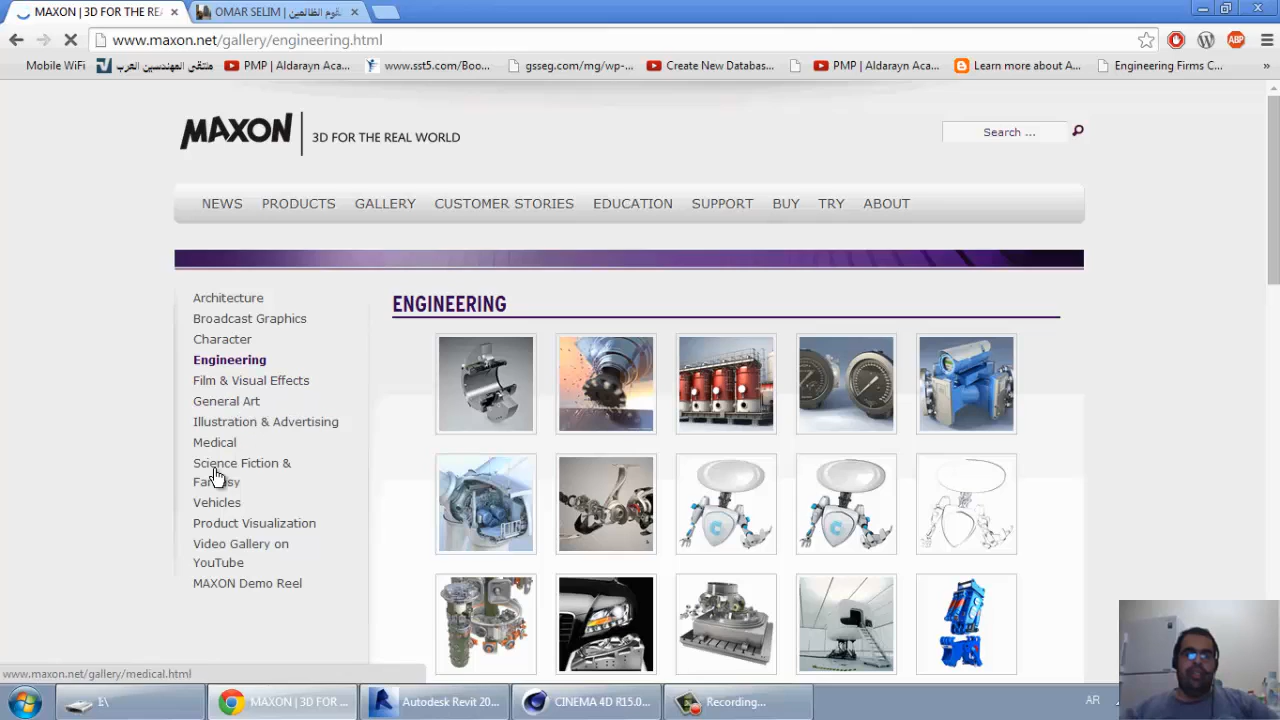 MAXON | 3D FOR THE REA
OMAR SELIM | يقوم الظالمين
www.maxon.net/gallery/engineering.html
Mobile WiFi
ملتقى المهندسين العرب
PMP | Aldarayn Aca...
www.sst5.com/Boo...
gsseg.com/mg/wp-...
Create New Databas...
PMP | Aldarayn Aca...
Learn more about A...
Engineering Firms C...
»
MAXON
3D FOR THE REAL WORLD
Search ...
NEWS PRODUCTS GALLERY CUSTOMER STORIES EDUCATION SUPPORT BUY TRY ABOUT
Architecture
Broadcast Graphics
Character
Engineering
Film & Visual Effects
General Art
Illustration & Advertising
Medical
Science Fiction &
Fantasy
Vehicles
Product Visualization
Video Gallery on
YouTube
MAXON Demo Reel
ENGINEERING
www.maxon.net/gallery/medical.html
E\
MAXON | 3D FOR ...
Autodesk Revit 20...
CINEMA 4D R15.0...
Recording...
AR